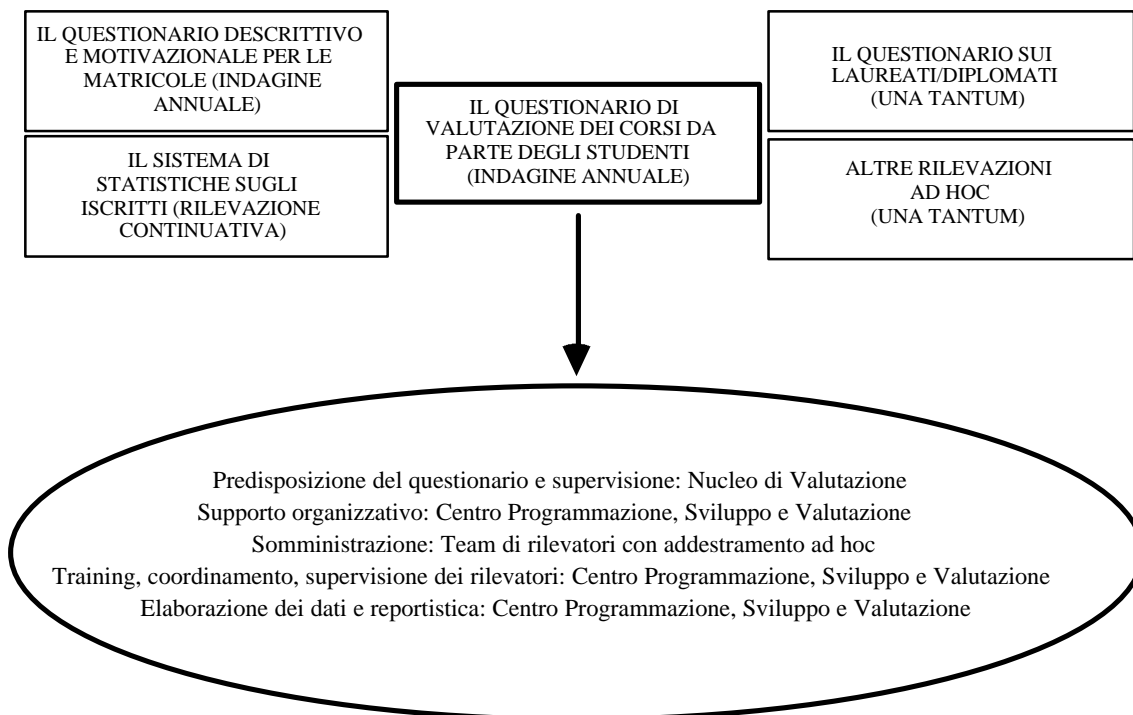 IL QUESTIONARIO DESCRITTIVO
E MOTIVAZIONALE PER LE
MATRICOLE (INDAGINE
ANNUALE)
IL SISTEMA DI
STATISTICHE SUGLI
ISCRITTI (RILEVAZIONE
CONTINUATIVA)
IL QUESTIONARIO DI
VALUTAZIONE DEI CORSI DA
PARTE DEGLI STUDENTI
(INDAGINE ANNUALE)
IL QUESTIONARIO SUI
LAUREATI/DIPLOMATI
(UNA TANTUM)
ALTRE RILEVAZIONI
AD HOC
(UNA TANTUM)
Predisposizione del questionario e supervisione: Nucleo di Valutazione
Supporto organizzativo: Centro Programmazione, Sviluppo e Valutazione
Somministrazione: Team di rilevatori con addestramento ad hoc
Training, coordinamento, supervisione dei rilevatori: Centro Programmazione, Sviluppo e Valutazione
Elaborazione dei dati e reportistica: Centro Programmazione, Sviluppo e Valutazione